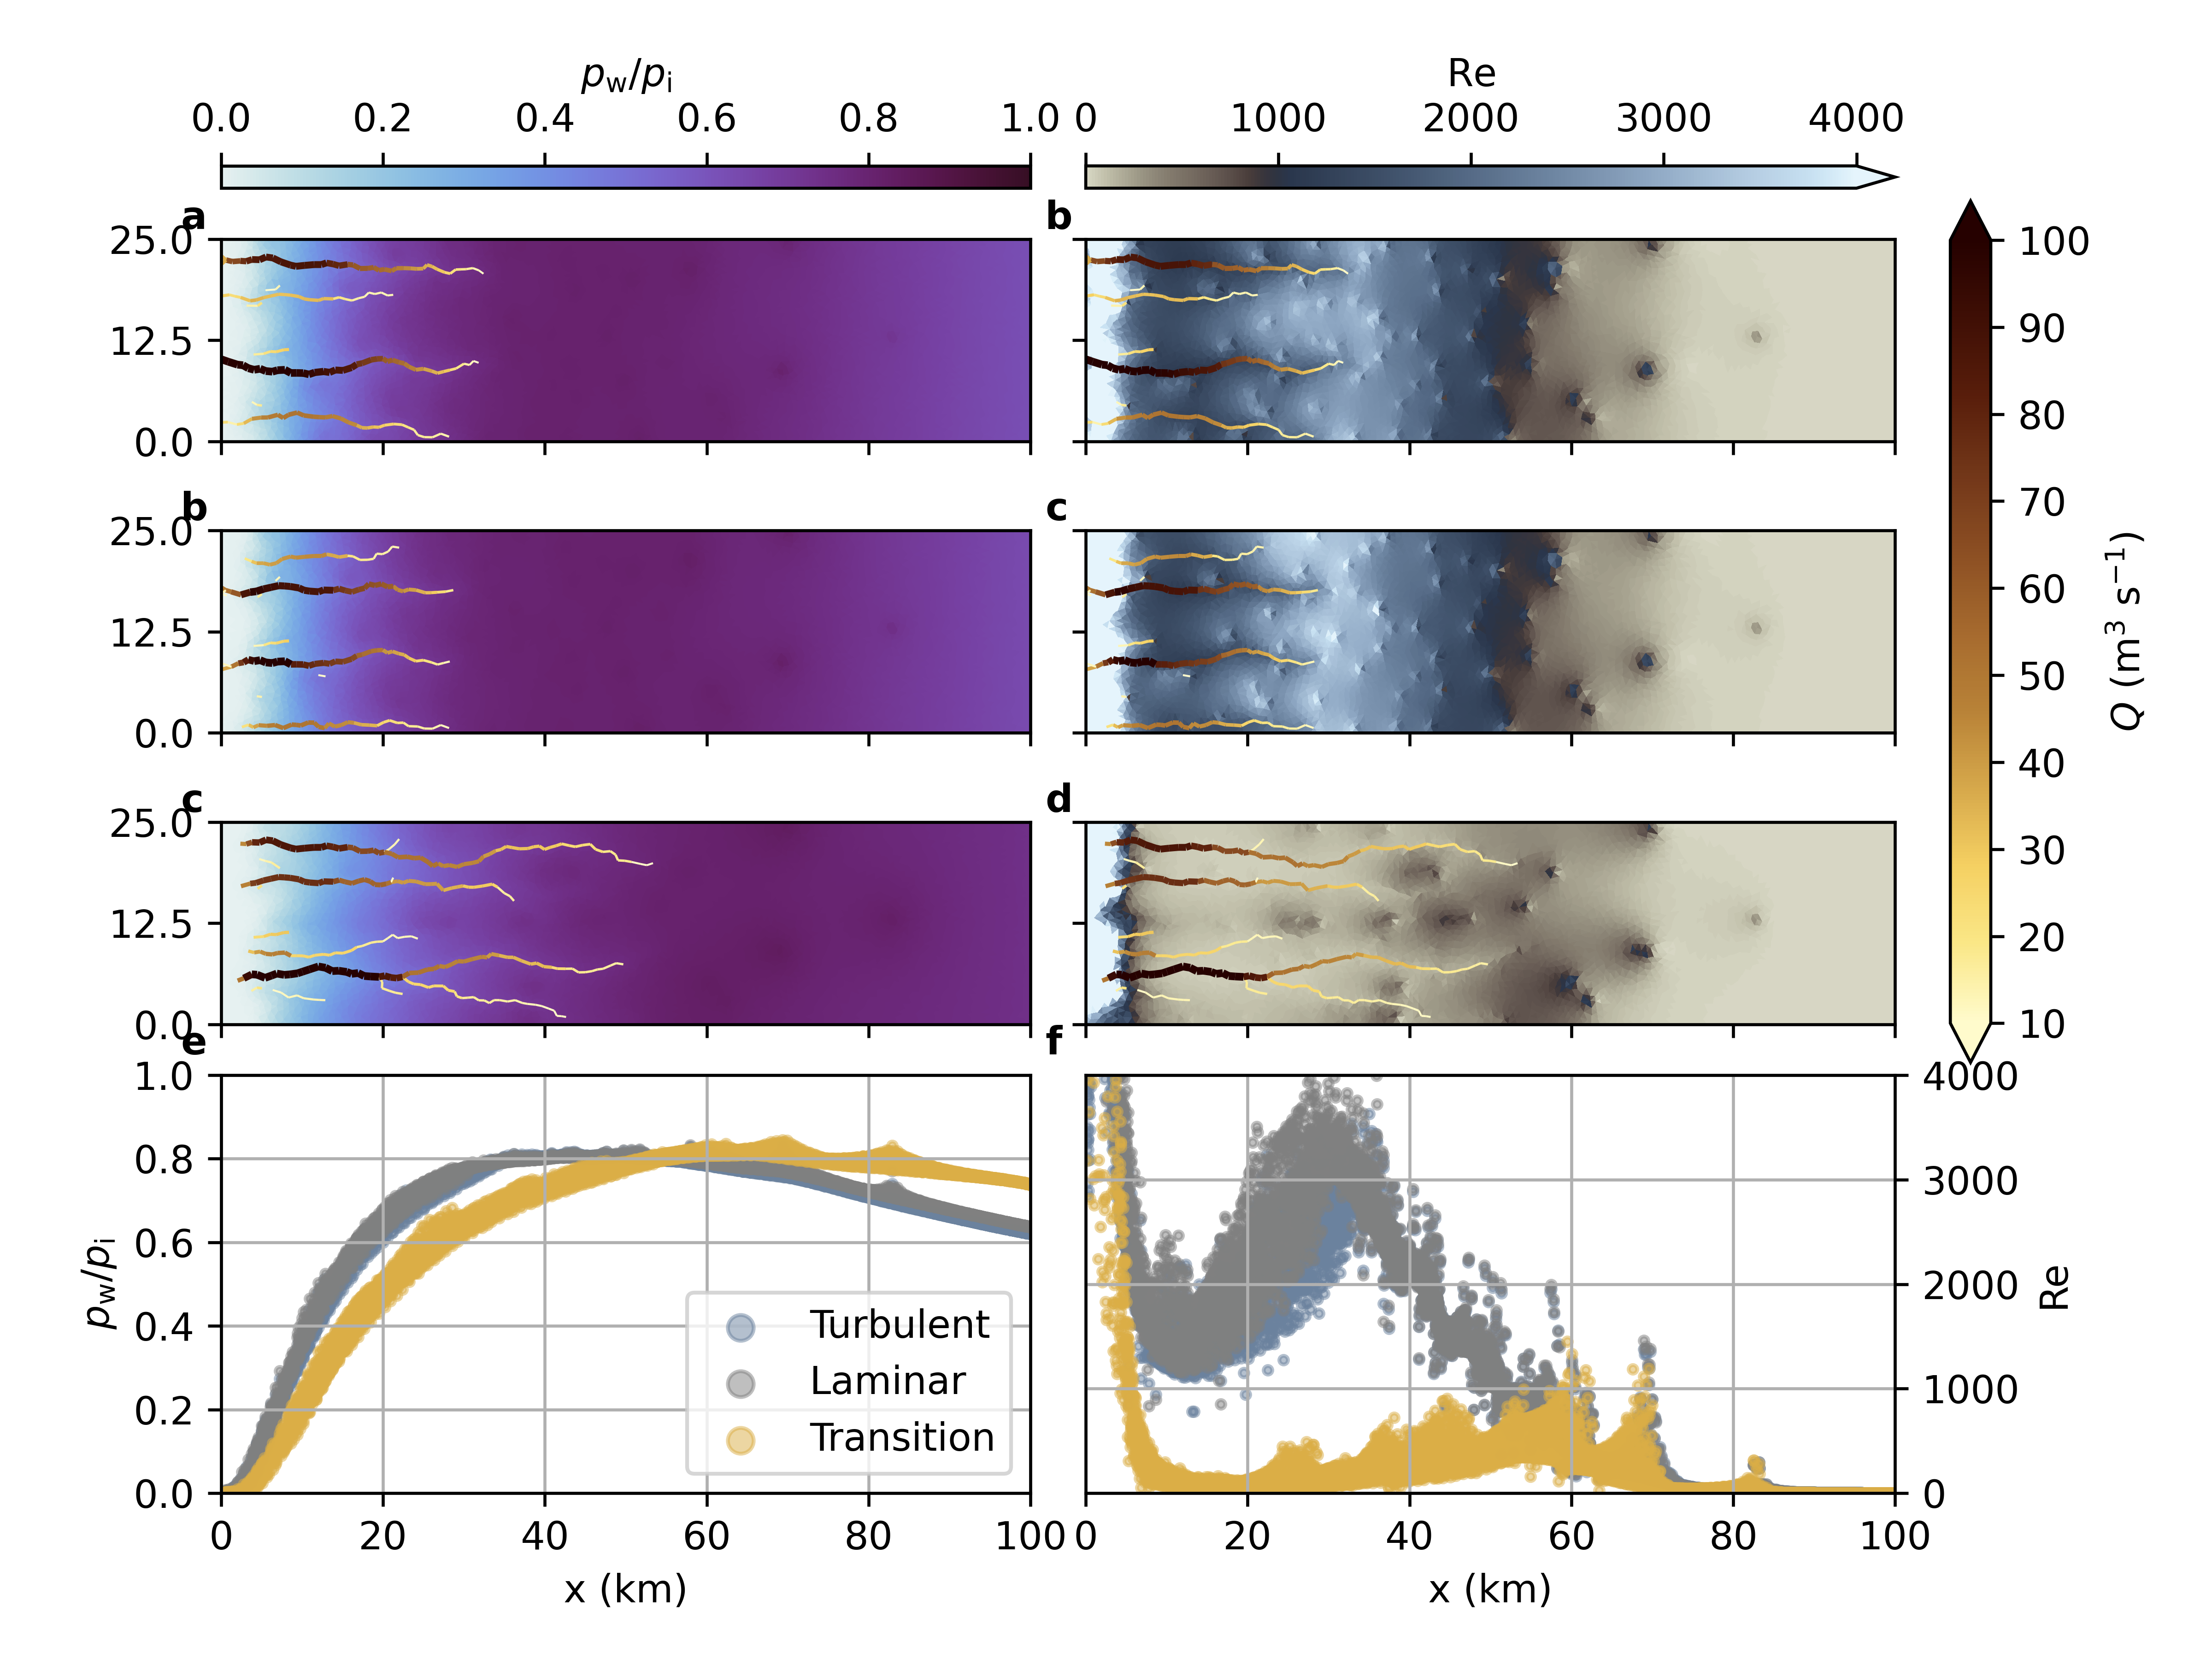 p_w/p_i
0.0 0.2 0.4 0.6 0.8 1.0
Re
0 1000 2000 3000 4000
a
25.0
12.5
0.0
b
b
25.0
12.5
0.0
c
c
25.0
12.5
0.0
d
100
90
80
70
60
50
40
30
20
10
Q (m³ s⁻¹)
e
1.0
0.8
0.6
0.4
0.2
0.0
p_w/p_i
Turbulent
Laminar
Transition
0 20 40 60 80 100
x (km)
f
4000
3000
2000
1000
0
Re
0 20 40 60 80 100
x (km)